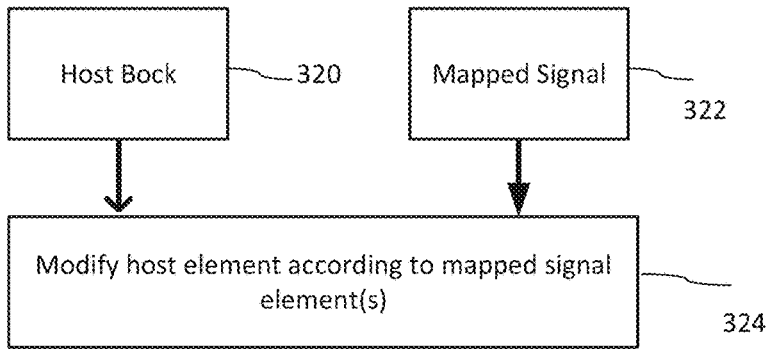 Host Bock
320
Mapped Signal
322
Modify host element according to mapped signal
element(s)
324